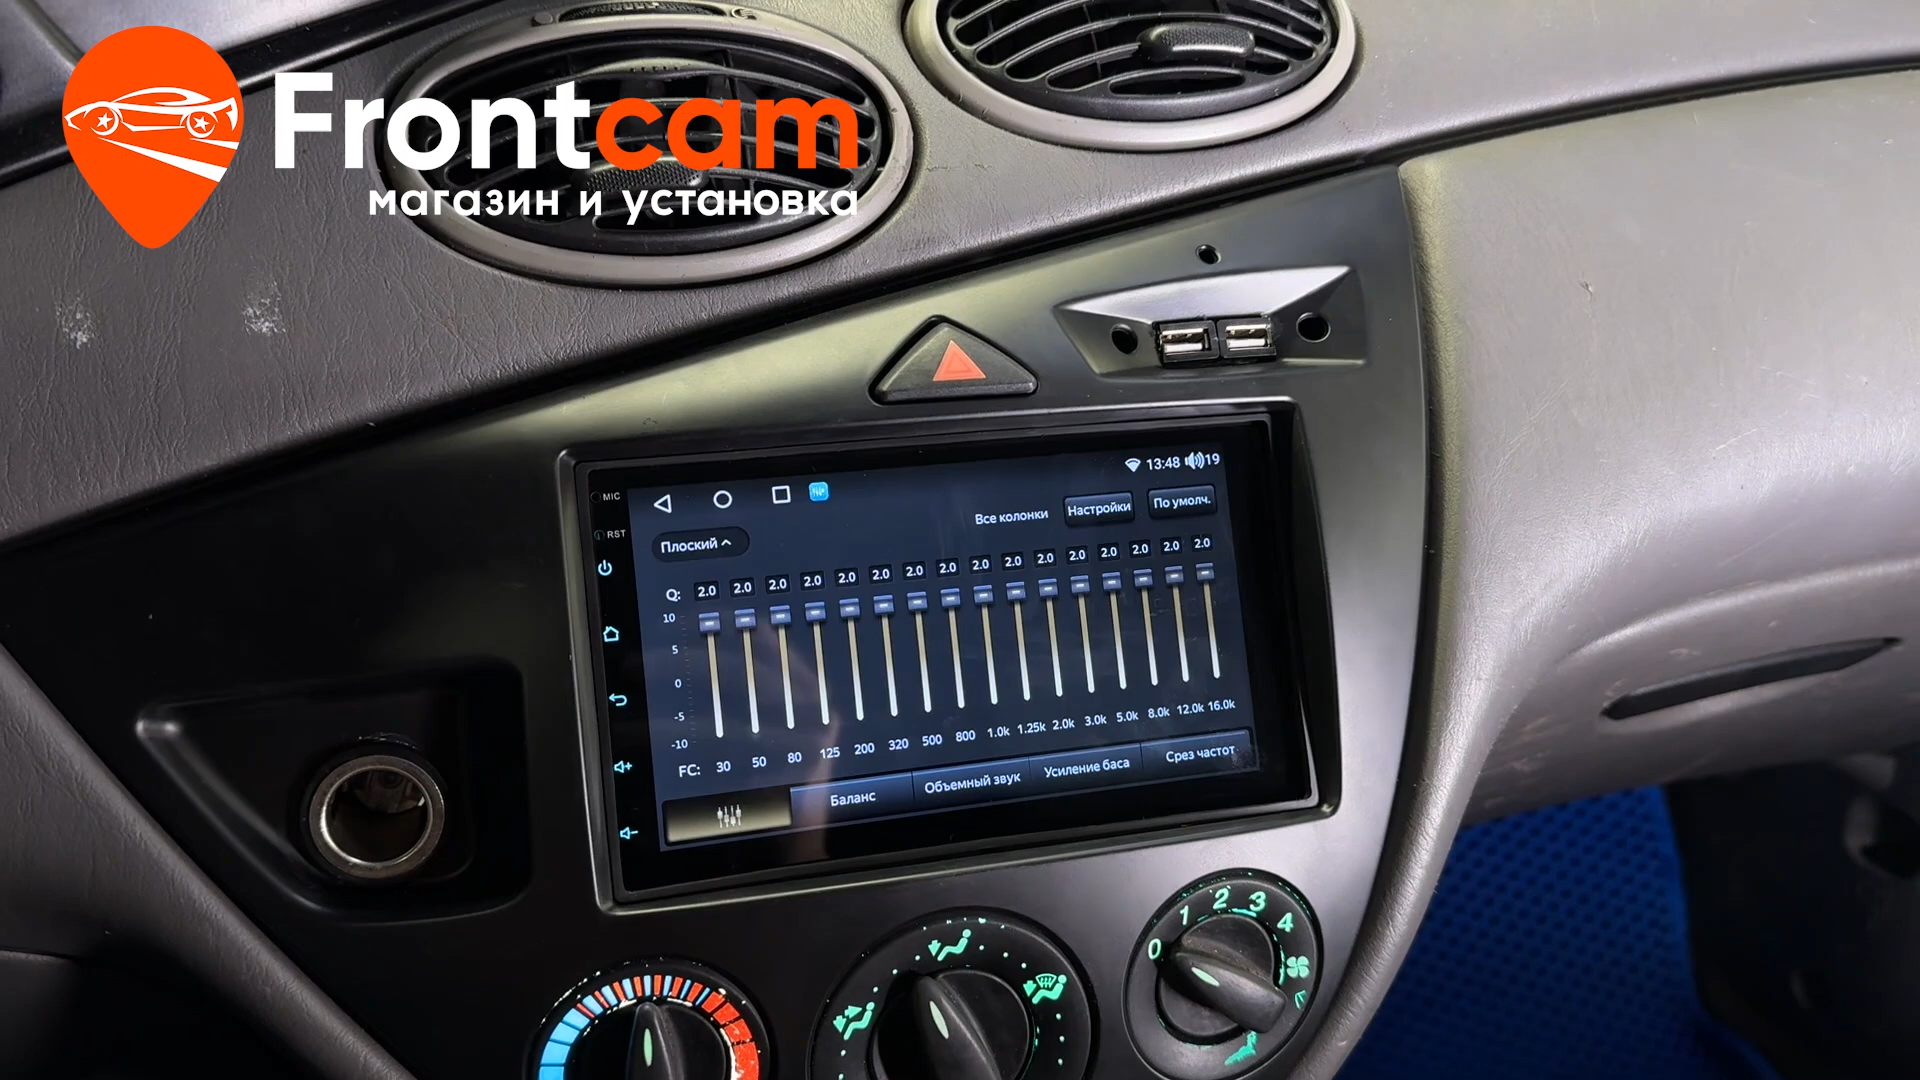 Frontcam
магазин и установка
MIC
RST
13:48 19
Все колонки Настройки По умолч.
Плоский
Q: 2.0 2.0 2.0 2.0 2.0 2.0 2.0 2.0 2.0 2.0 2.0 2.0 2.0 2.0 2.0 2.0
10
5
0
-5
-10
FC: 30 50 80 125 200 320 500 800 1.0k 1.25k 2.0k 3.0k 5.0k 8.0k 12.0k 16.0k
Баланс Объемный звук Усиление баса Срез частот
0 1 2 3 4